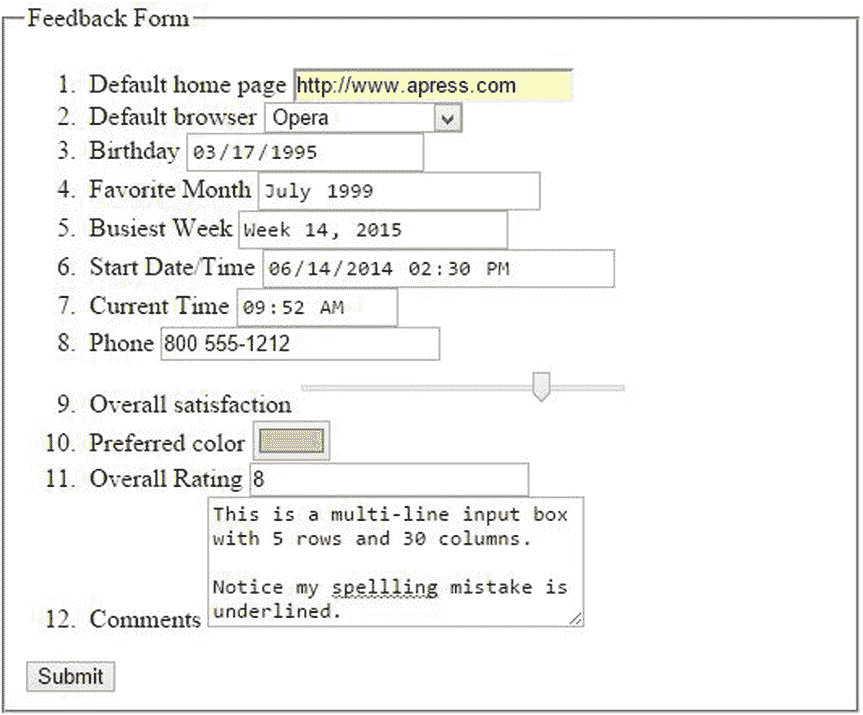 Feedback Form
1. Default home page http://www.apress.com
2. Default browser Opera
3. Birthday 03/17/1995
4. Favorite Month July 1999
5. Busiest Week Week 14, 2015
6. Start Date/Time 06/14/2014 02:30 PM
7. Current Time 09:52 AM
8. Phone 800 555-1212
9. Overall satisfaction
10. Preferred color
11. Overall Rating 8
This is a multi-line input box
with 5 rows and 30 columns.
Notice my spellling mistake is
underlined.
12. Comments
Submit